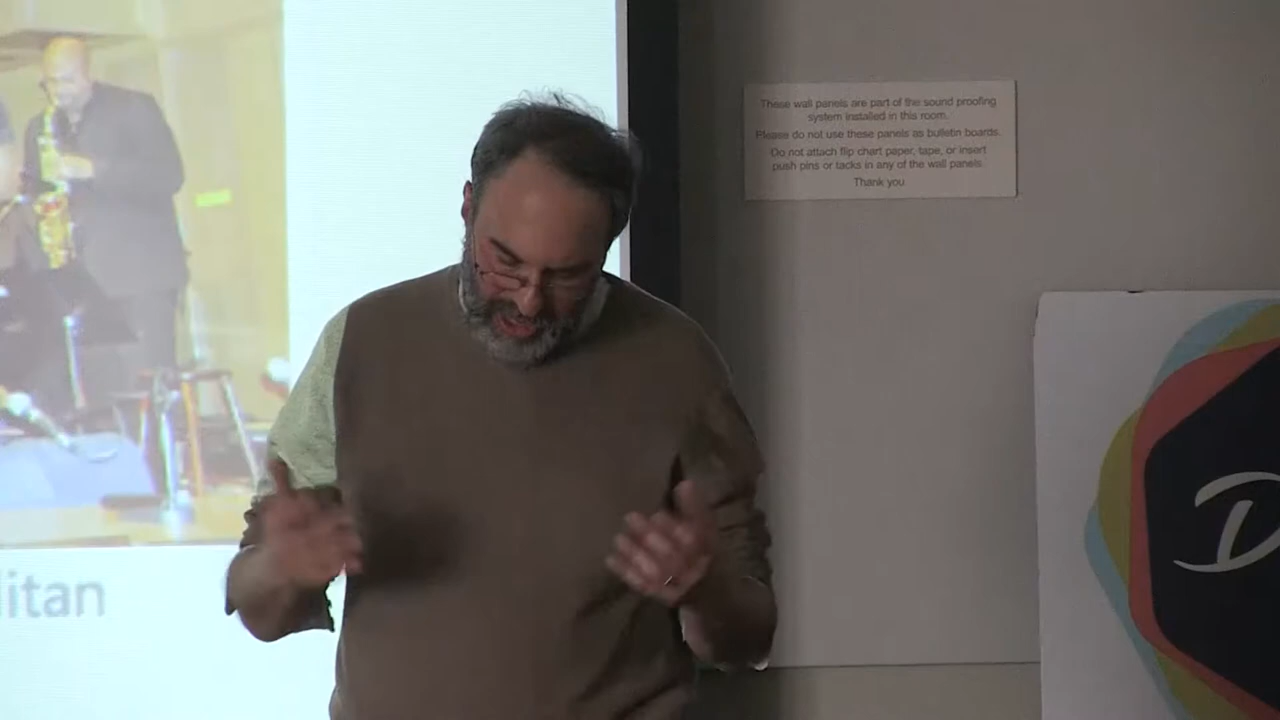 These wall panels are part of the sound proofing
system installed in this room.
Please do not use these panels as bulletin boards.
Do not attach flip chart paper, tape, or insert
push pins or tacks in any of the wall panels.
Thank you
litan
D